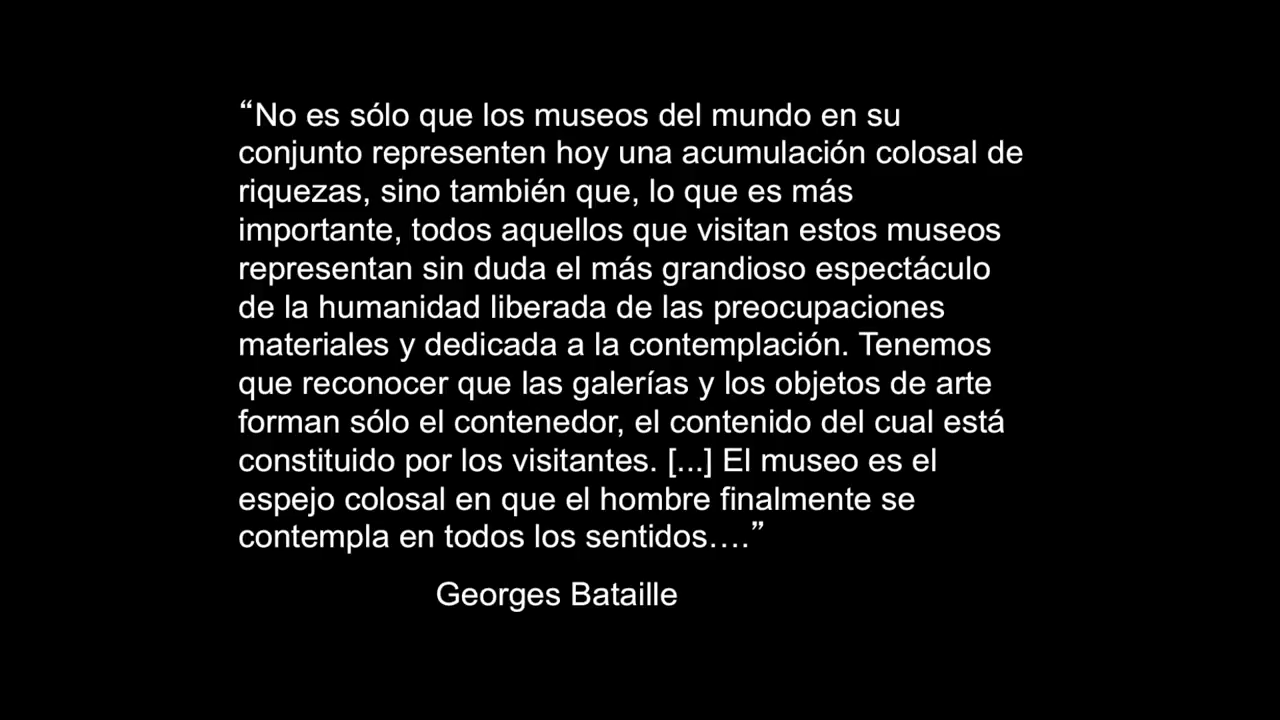 “No es sólo que los museos del mundo en su
conjunto representen hoy una acumulación colosal de
riquezas, sino también que, lo que es más
importante, todos aquellos que visitan estos museos
representan sin duda el más grandioso espectáculo
de la humanidad liberada de las preocupaciones
materiales y dedicada a la contemplación. Tenemos
que reconocer que las galerías y los objetos de arte
forman sólo el contenedor, el contenido del cual está
constituido por los visitantes. [...] El museo es el
espejo colosal en que el hombre finalmente se
contempla en todos los sentidos….”
Georges Bataille